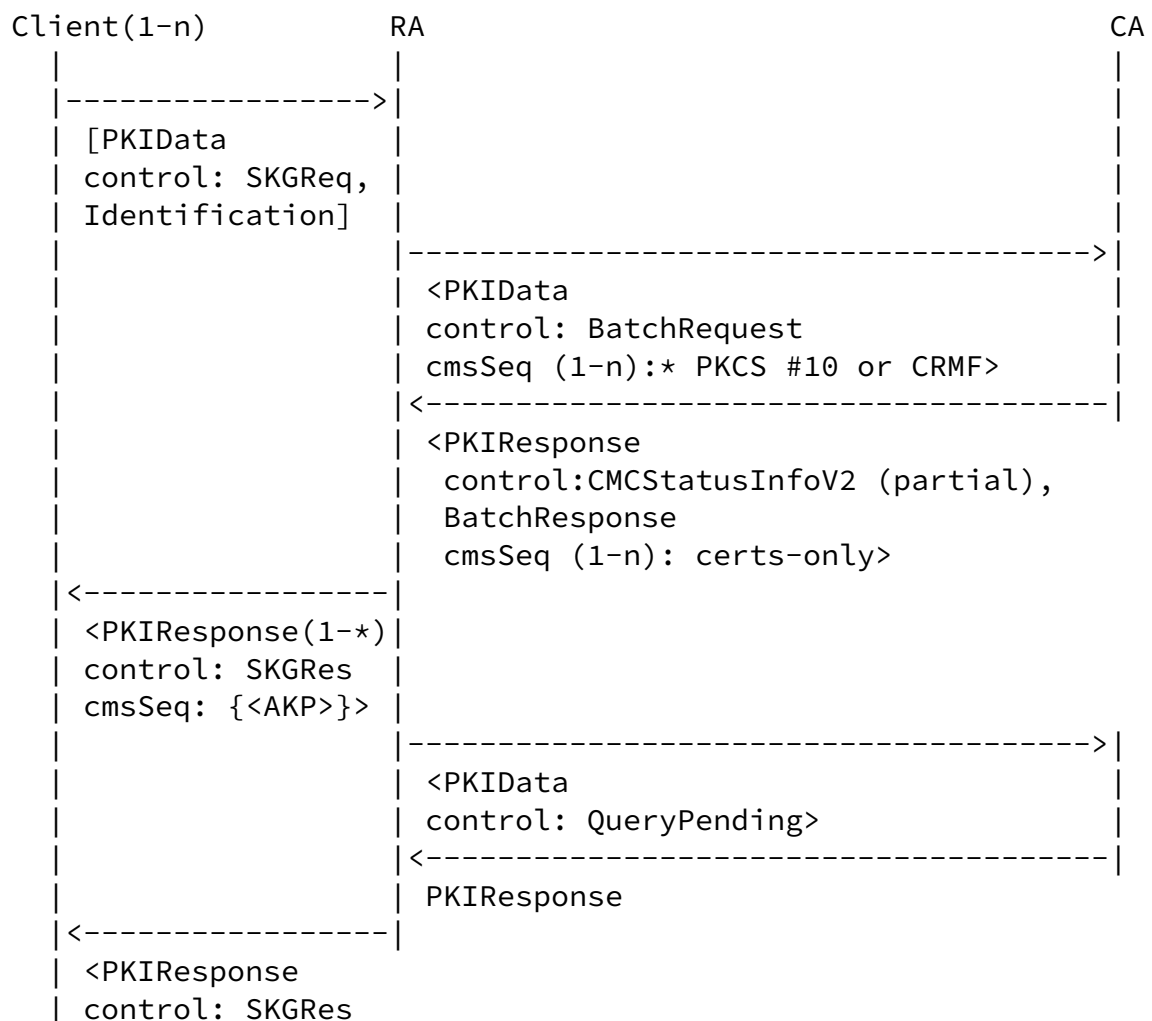 Client(1-n)          RA                                       CA
  |                   |                                       |
  |----------------->|                                       |
  | [PKIData          |                                       |
  | control: SKGReq,  |                                       |
  | Identification]   |                                       |
  |                   |-------------------------------------->|
  |                   | <PKIData                              |
  |                   | control: BatchRequest                 |
  |                   | cmsSeq (1-n):* PKCS #10 or CRMF>      |
  |                   |<--------------------------------------|
  |                   | <PKIResponse
  |                   |  control:CMCStatusInfoV2 (partial),
  |                   |  BatchResponse
  |                   |  cmsSeq (1-n): certs-only>
  |<-----------------|
  | <PKIResponse(1-*)|
  | control: SKGRes   |
  | cmsSeq: {<AKP>}>  |
  |                   |-------------------------------------->|
  |                   | <PKIData                              |
  |                   | control: QueryPending>                |
  |                   |<--------------------------------------|
  |                   | PKIResponse
  |<-----------------|
  | <PKIResponse
  | control: SKGRes